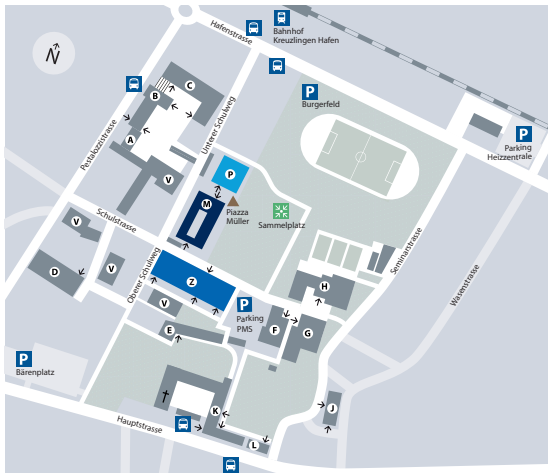 N
Hafenstrasse
Bahnhof
Kreuzlingen Hafen
P
Burgerfeld
P
Parking
Heizzentrale
C
B
A
V
Pestalozzistrasse
Unterer Schulweg
P
M
Piazza
Müller
Sammelplatz
Schulstrasse
V
V
D
Oberer Schulweg
Z
V
E
P
Parking
PMS
F
G
H
Seminarstrasse
Wasenstrasse
P
Bärenplatz
Hauptstrasse
K
L
J